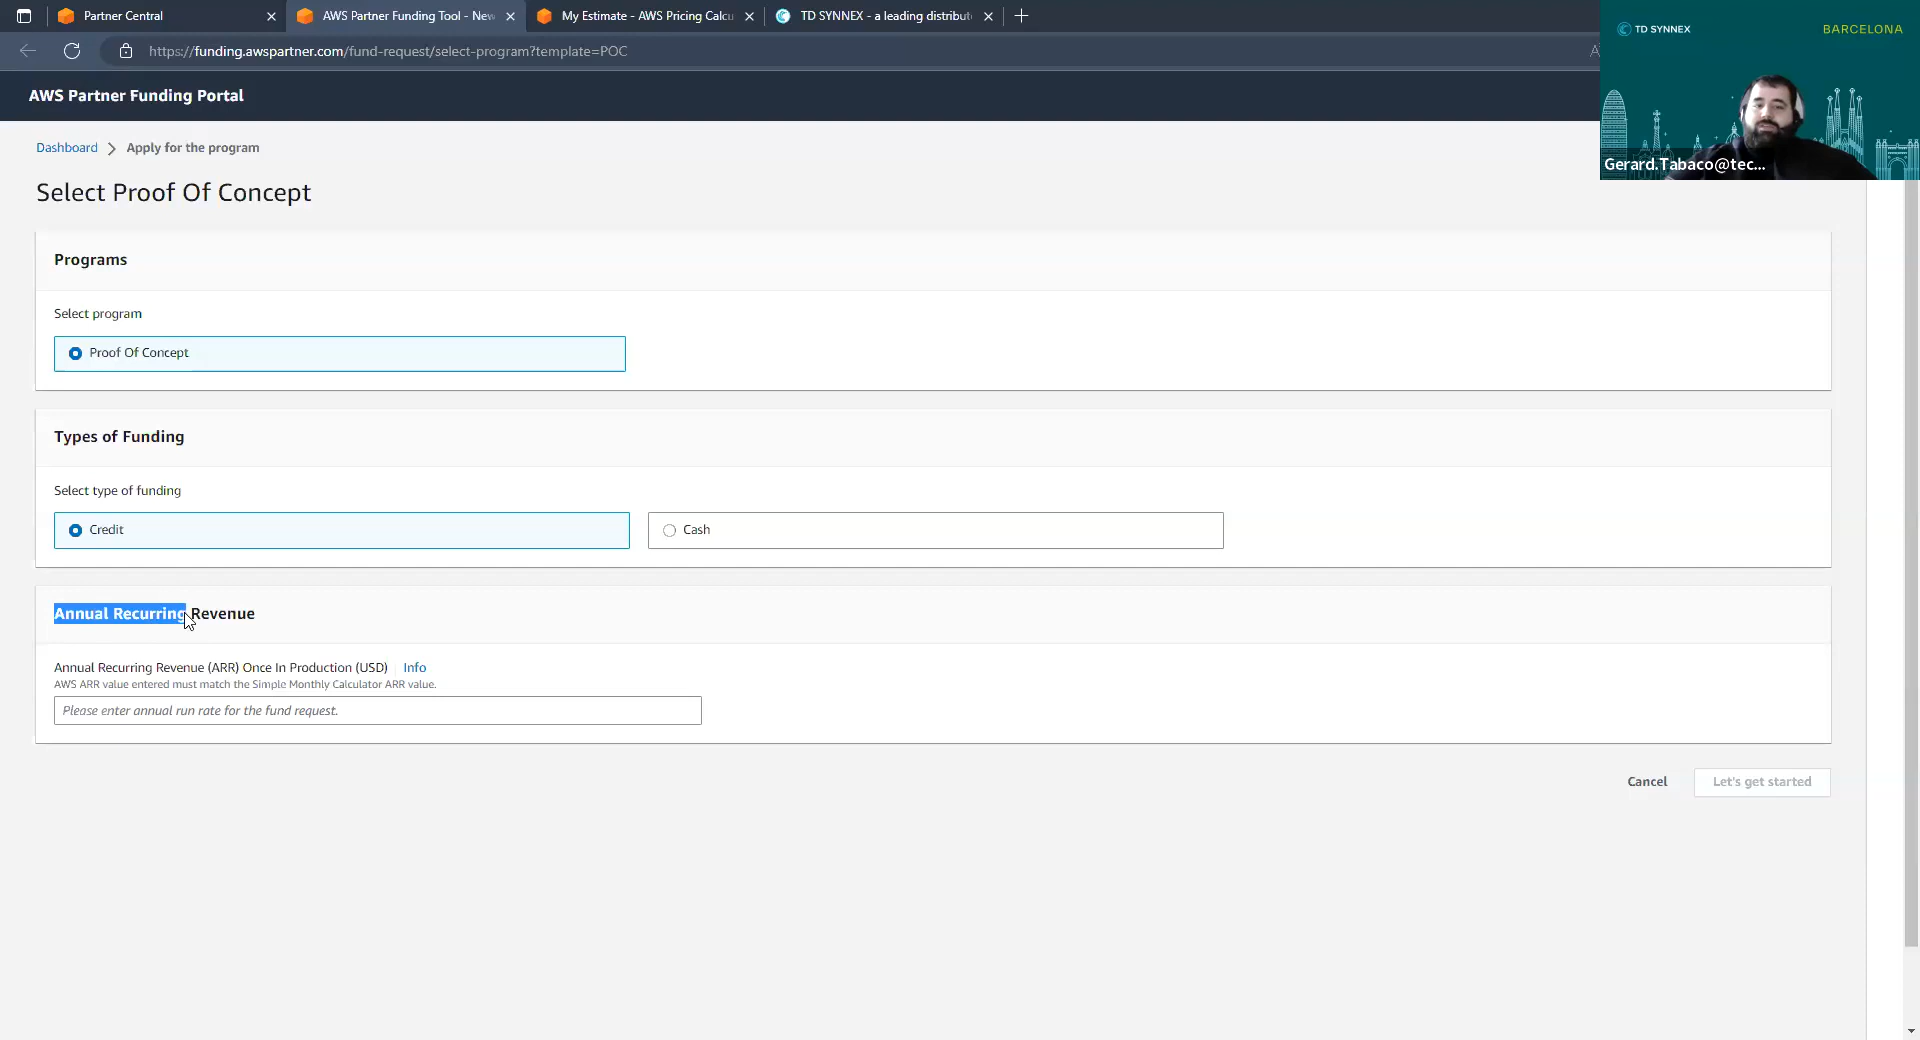 Partner Central
AWS Partner Funding Tool - New
My Estimate - AWS Pricing Calcu
TD SYNNEX - a leading distribut
https://funding.awspartner.com/fund-request/select-program?template=POC
TD SYNNEX
BARCELONA
Gerard.Tabaco@tec...
AWS Partner Funding Portal
Dashboard
Apply for the program
Select Proof Of Concept
Programs
Select program
Proof Of Concept
Types of Funding
Select type of funding
Credit
Cash
Annual Recurring Revenue
Annual Recurring Revenue (ARR) Once In Production (USD)
Info
AWS ARR value entered must match the Simple Monthly Calculator ARR value.
Please enter annual run rate for the fund request.
Cancel
Let's get started